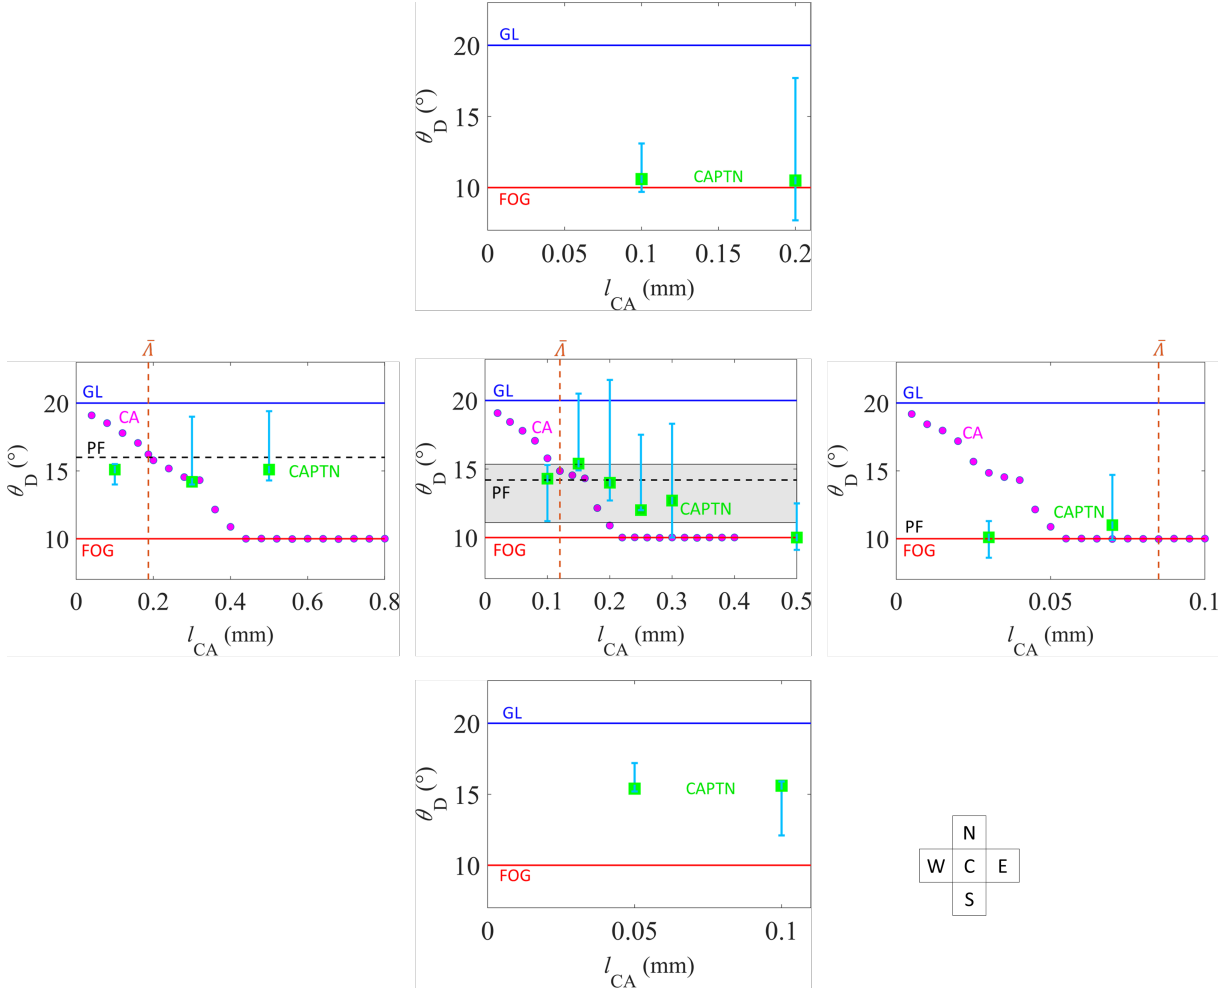 GL
20
15
10
θD (°)
CAPTN
FOG
0 0.05 0.1 0.15 0.2
lCA (mm)
Λ̄
GL
20
CA
PF
15
CAPTN
θD (°)
10
FOG
0 0.2 0.4 0.6 0.8
lCA (mm)
Λ̄
GL
20
CA
15
PF
CAPTN
θD (°)
10
FOG
0 0.1 0.2 0.3 0.4 0.5
lCA (mm)
Λ̄
GL
20
CA
15
CAPTN
θD (°)
PF
10
FOG
0 0.05 0.1
lCA (mm)
GL
20
15
CAPTN
θD (°)
10
FOG
0 0.05 0.1
lCA (mm)
N
W C E
S